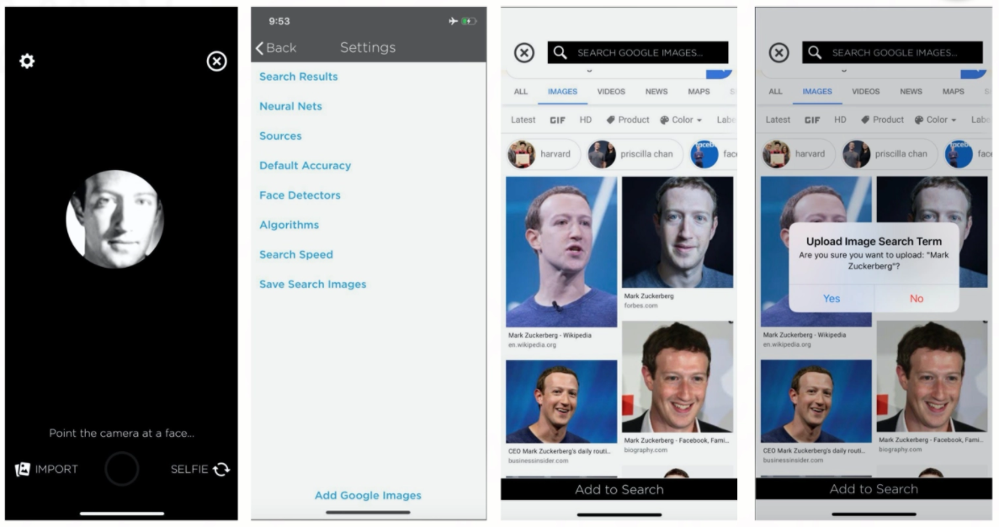 Point the camera at a face...
IMPORT
SELFIE
9:53
Back
Settings
Search Results
Neural Nets
Sources
Default Accuracy
Face Detectors
Algorithms
Search Speed
Save Search Images
Add Google Images
SEARCH GOOGLE IMAGES...
ALL IMAGES VIDEOS NEWS MAPS
Latest GIF HD Product Color Labe
harvard priscilla chan face
Mark Zuckerberg
forbes.com
Mark Zuckerberg - Wikipedia
en.wikipedia.org
Mark Zuckerberg - Facebook, Fami...
biography.com
CEO Mark Zuckerberg's daily routi...
businessinsider.com
Add to Search
SEARCH GOOGLE IMAGES...
ALL IMAGES VIDEOS NEWS MAPS
Latest GIF HD Product Color Labe
harvard priscilla chan face
Upload Image Search Term
Are you sure you want to upload: "Mark
Zuckerberg"?
Yes No
Mark Zuckerberg
forbes.com
Mark Zuckerberg - Wikipedia
en.wikipedia.org
Mark Zuckerberg - Facebook, Fami...
biography.com
CEO Mark Zuckerberg's daily routi...
businessinsider.com
Add to Search